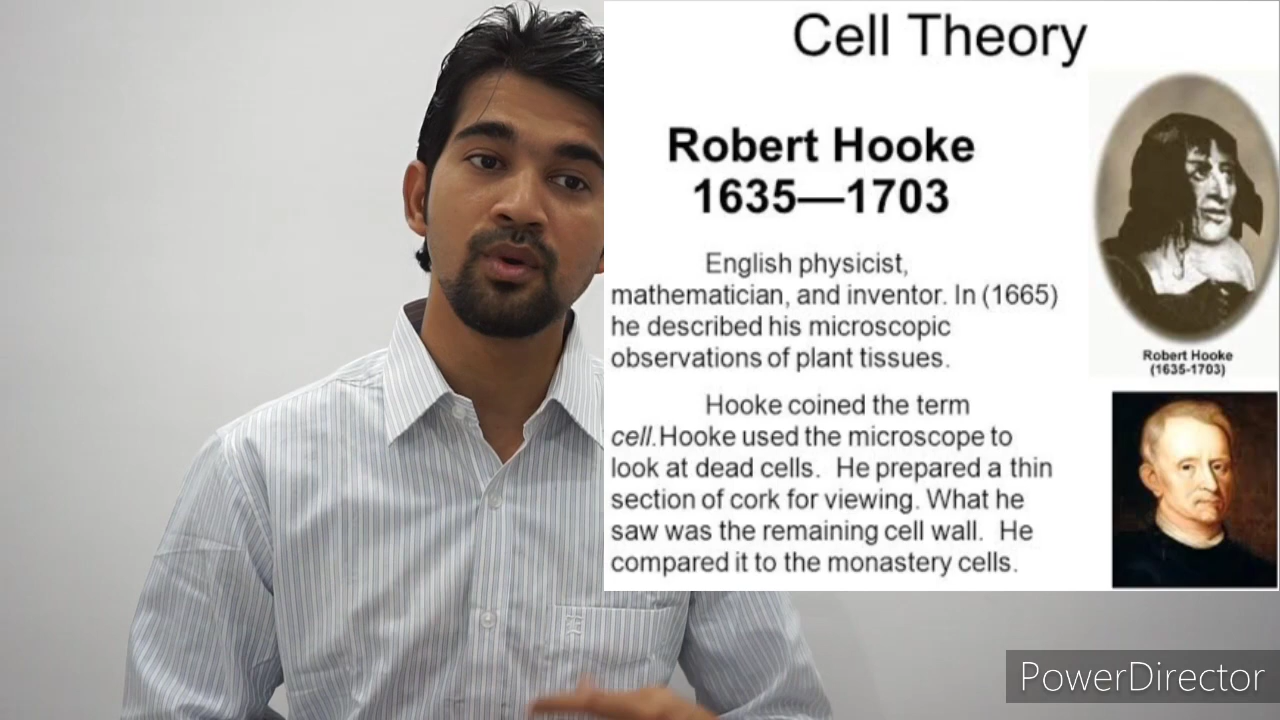 Cell Theory
Robert Hooke
1635—1703
English physicist,
mathematician, and inventor. In (1665)
he described his microscopic
observations of plant tissues.
Hooke coined the term
cell.Hooke used the microscope to
look at dead cells. He prepared a thin
section of cork for viewing. What he
saw was the remaining cell wall. He
compared it to the monastery cells.
Robert Hooke
(1635-1703)
PowerDirector